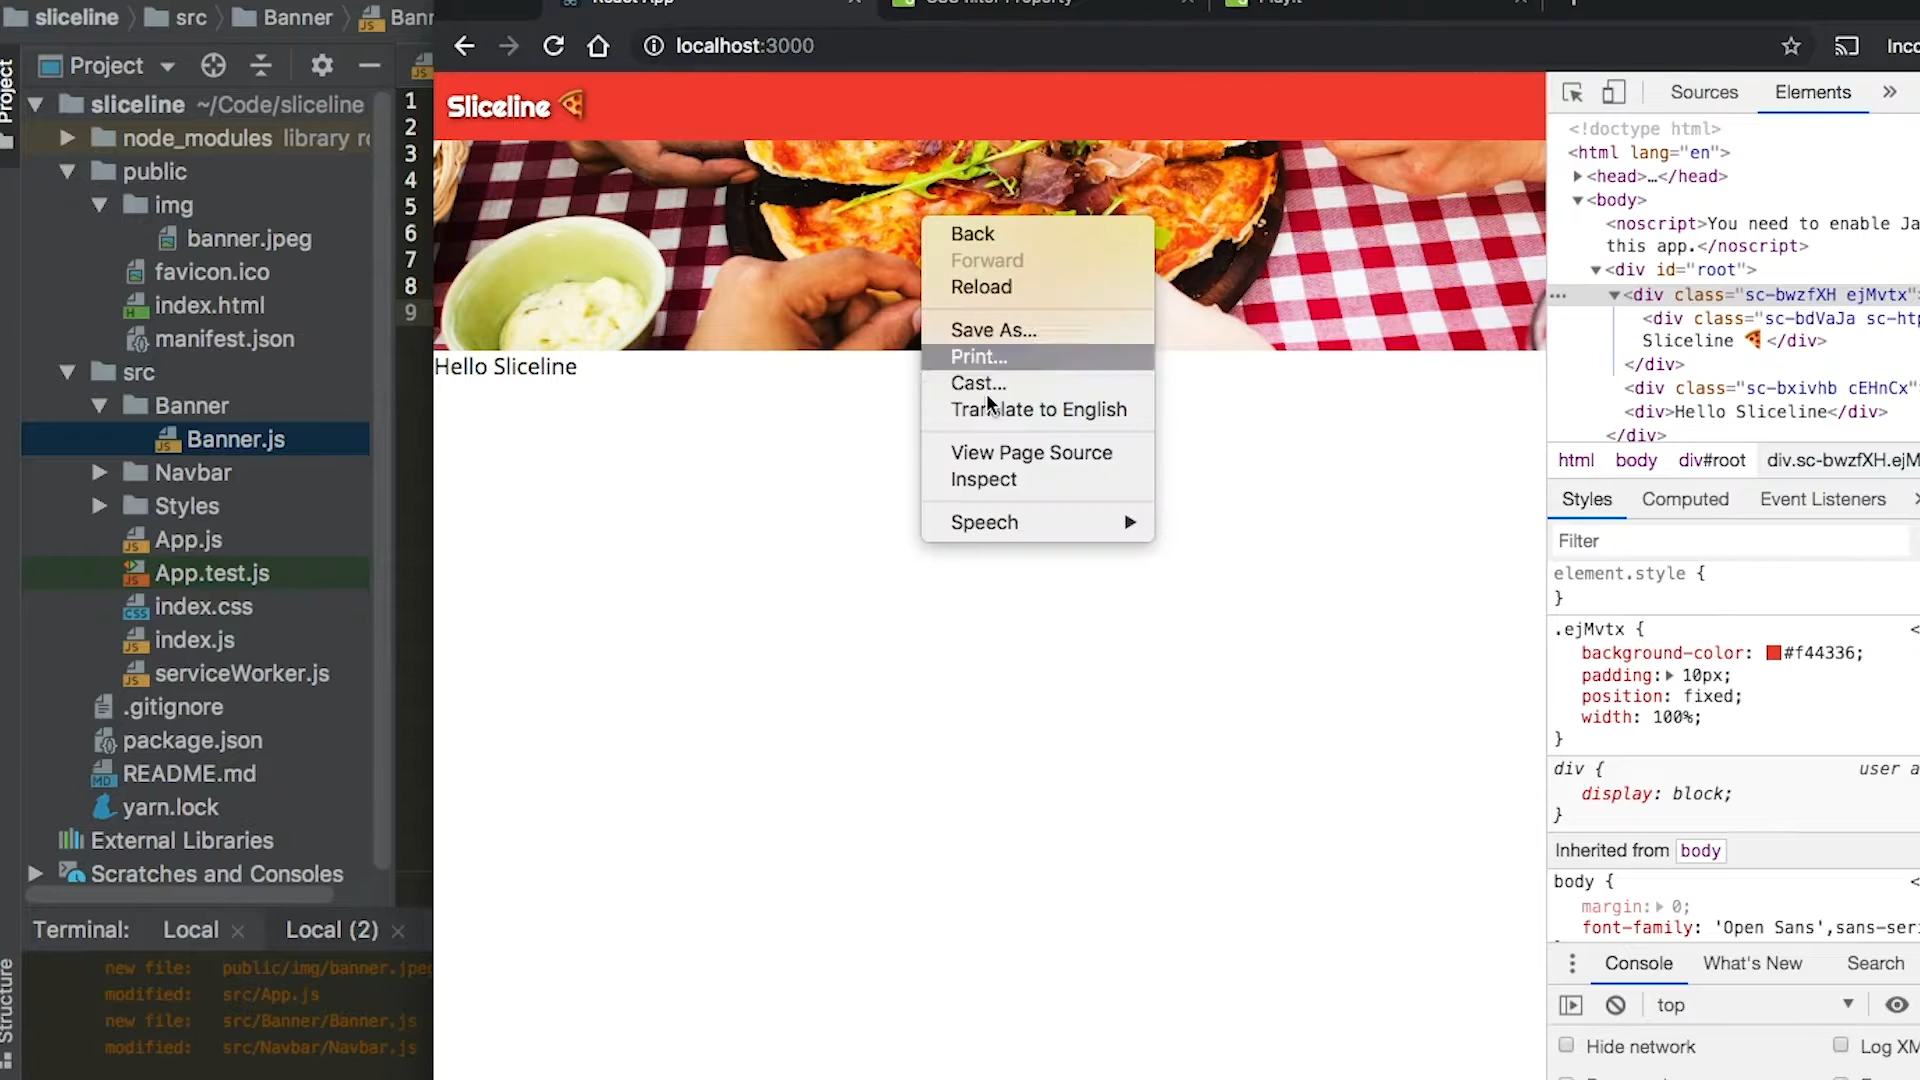 sliceline
src
Banner
localhost:3000
Project
Project
sliceline ~/Code/sliceline
node_modules library
public
img
banner.jpeg
favicon.ico
index.html
manifest.json
src
Banner
Banner.js
Navbar
Styles
App.js
App.test.js
index.css
index.js
serviceWorker.js
.gitignore
package.json
README.md
yarn.lock
External Libraries
Scratches and Consoles
Terminal: Local × Local (2) ×
new file: public/img/banner.jpeg
modified: src/App.js
new file: src/Banner/Banner.js
modified: src/Navbar/Navbar.js
Structure
1
2
3
4
5
6
7
8
9
Sliceline
Hello Sliceline
Back
Forward
Reload
Save As...
Print...
Cast...
Translate to English
View Page Source
Inspect
Speech
Sources Elements »
<!doctype html>
<html lang="en">
<head>…</head>
<body>
<noscript>You need to enable Ja
this app.</noscript>
<div id="root">
<div class="sc-bwzfXH ejMvtx"
<div class="sc-bdVaJa sc-htp
Sliceline 🍕</div>
</div>
<div class="sc-bxivhb cEHnCx"
<div>Hello Sliceline</div>
</div>
html body div#root div.sc-bwzfXH.ejM
Styles Computed Event Listeners
Filter
element.style {
}
.ejMvtx {
background-color: #f44336;
padding: 10px;
position: fixed;
width: 100%;
}
div { user a
display: block;
}
Inherited from body
body {
margin: 0;
font-family: 'Open Sans',sans-seri
Console What's New Search
top
Hide network Log XM